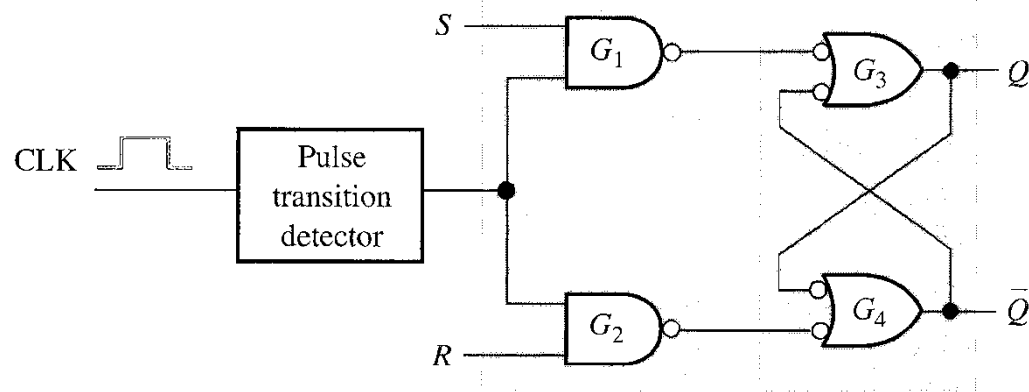 S
G₁
G₃
Q
CLK
Pulse
transition
detector
G₂
G₄
Q̅
R